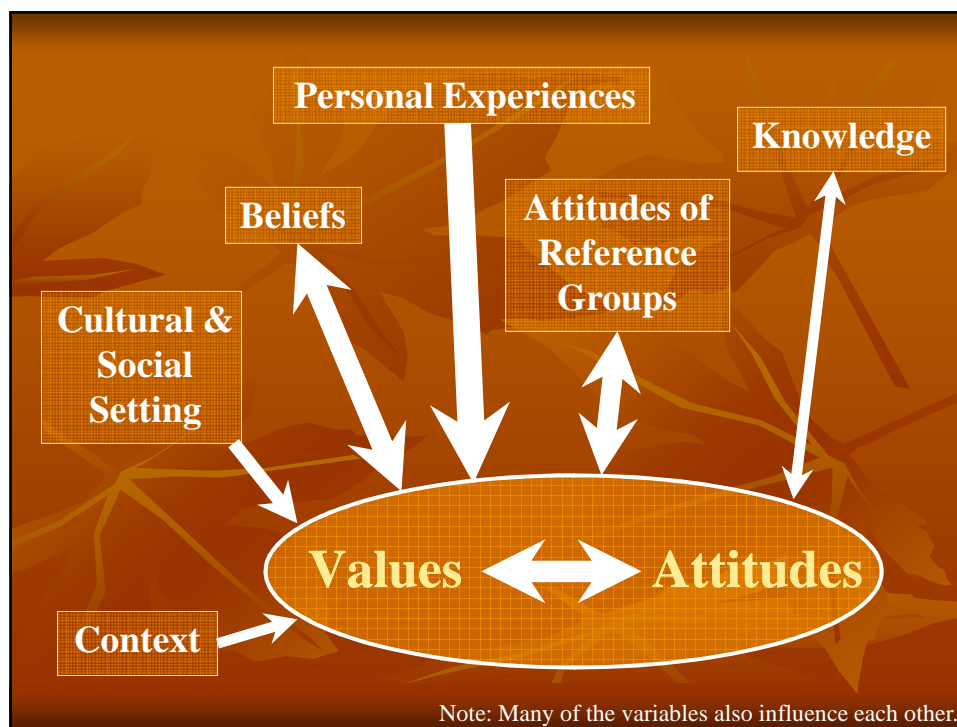 Personal Experiences
Knowledge
Beliefs
Attitudes of
Reference
Groups
Cultural &
Social
Setting
Values
Attitudes
Context
Note: Many of the variables also influence each other.